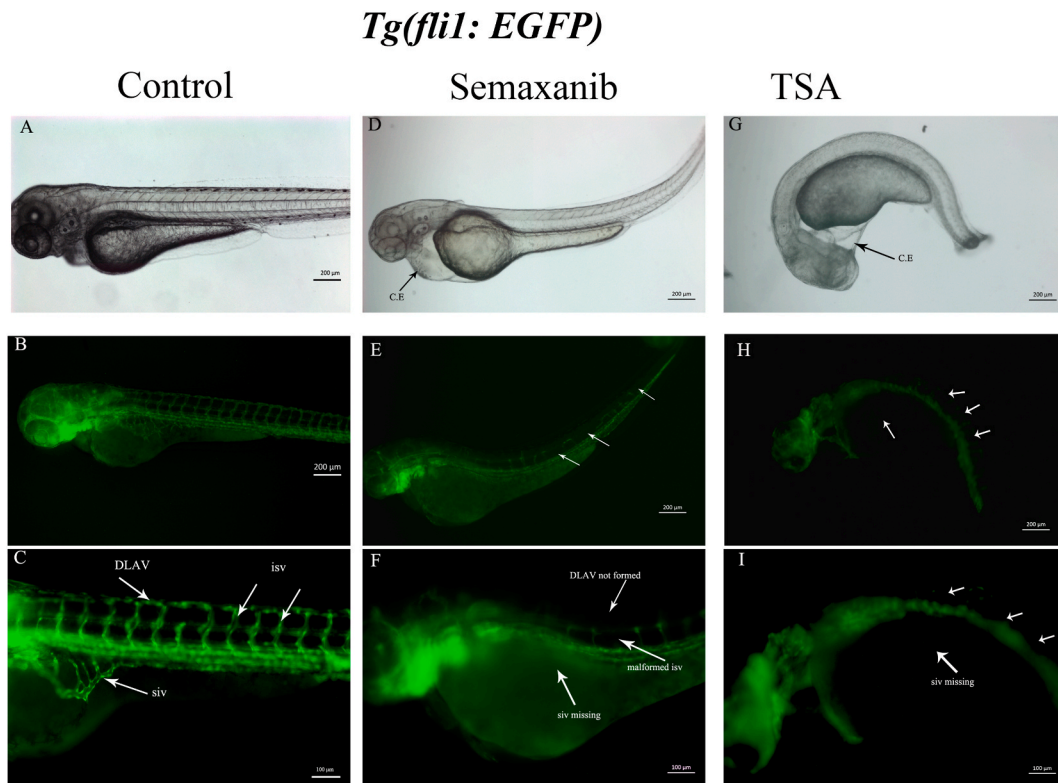 Tg(fli1: EGFP)
Control
Semaxanib
TSA
A
200 µm
D
C.E
200 µm
G
C.E
200 µm
B
200 µm
E
200 µm
H
200 µm
C
DLAV
isv
siv
100 µm
F
DLAV not formed
malformed isv
siv missing
100 µm
I
siv missing
100 µm